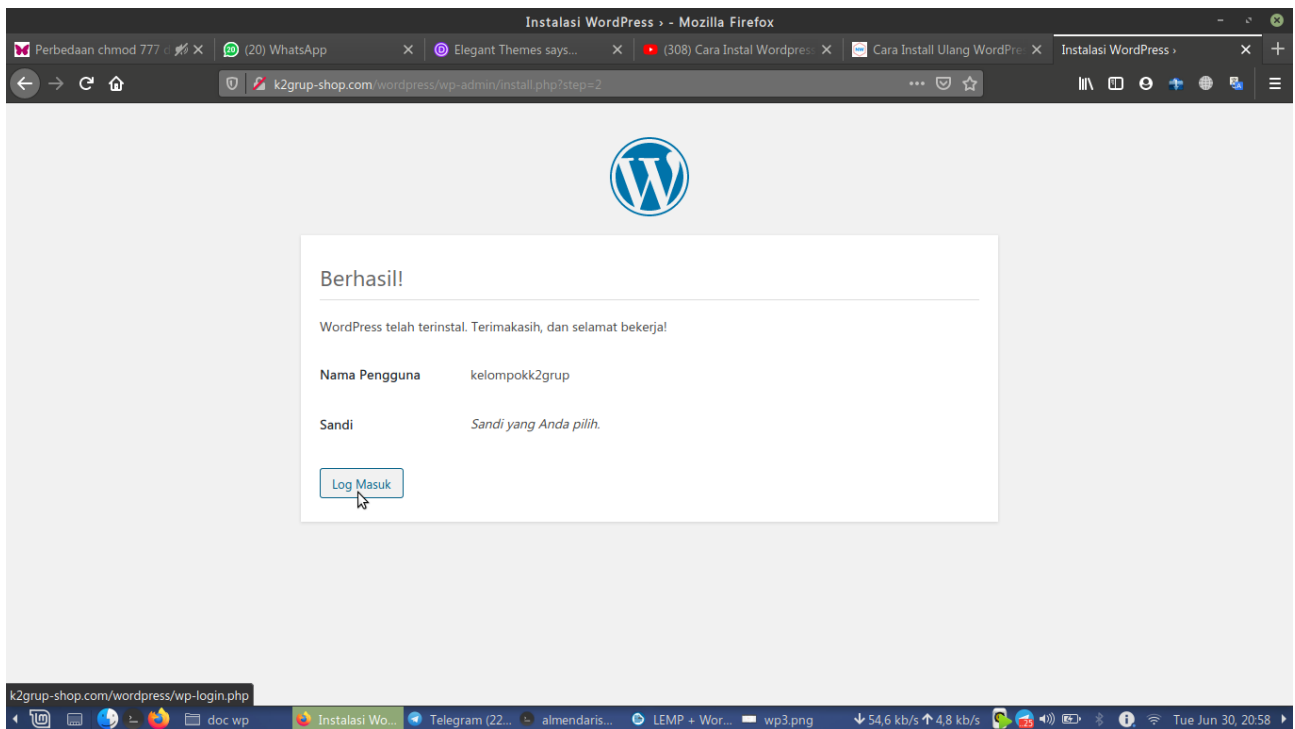 Instalasi WordPress › - Mozilla Firefox
Perbedaan chmod 777 d
(20) WhatsApp
Elegant Themes says...
(308) Cara Instal Wordpres
Cara Install Ulang WordPre
Instalasi WordPress ›
k2grup-shop.com/wordpress/wp-admin/install.php?step=2
Berhasil!
WordPress telah terinstal. Terimakasih, dan selamat bekerja!
Nama Pengguna kelompokk2grup
Sandi Sandi yang Anda pilih.
Log Masuk
k2grup-shop.com/wordpress/wp-login.php
doc wp Instalasi Wo... Telegram (22... almendaris... LEMP + Wor... wp3.png 54,6 kb/s 4,8 kb/s 25 Tue Jun 30, 20:58